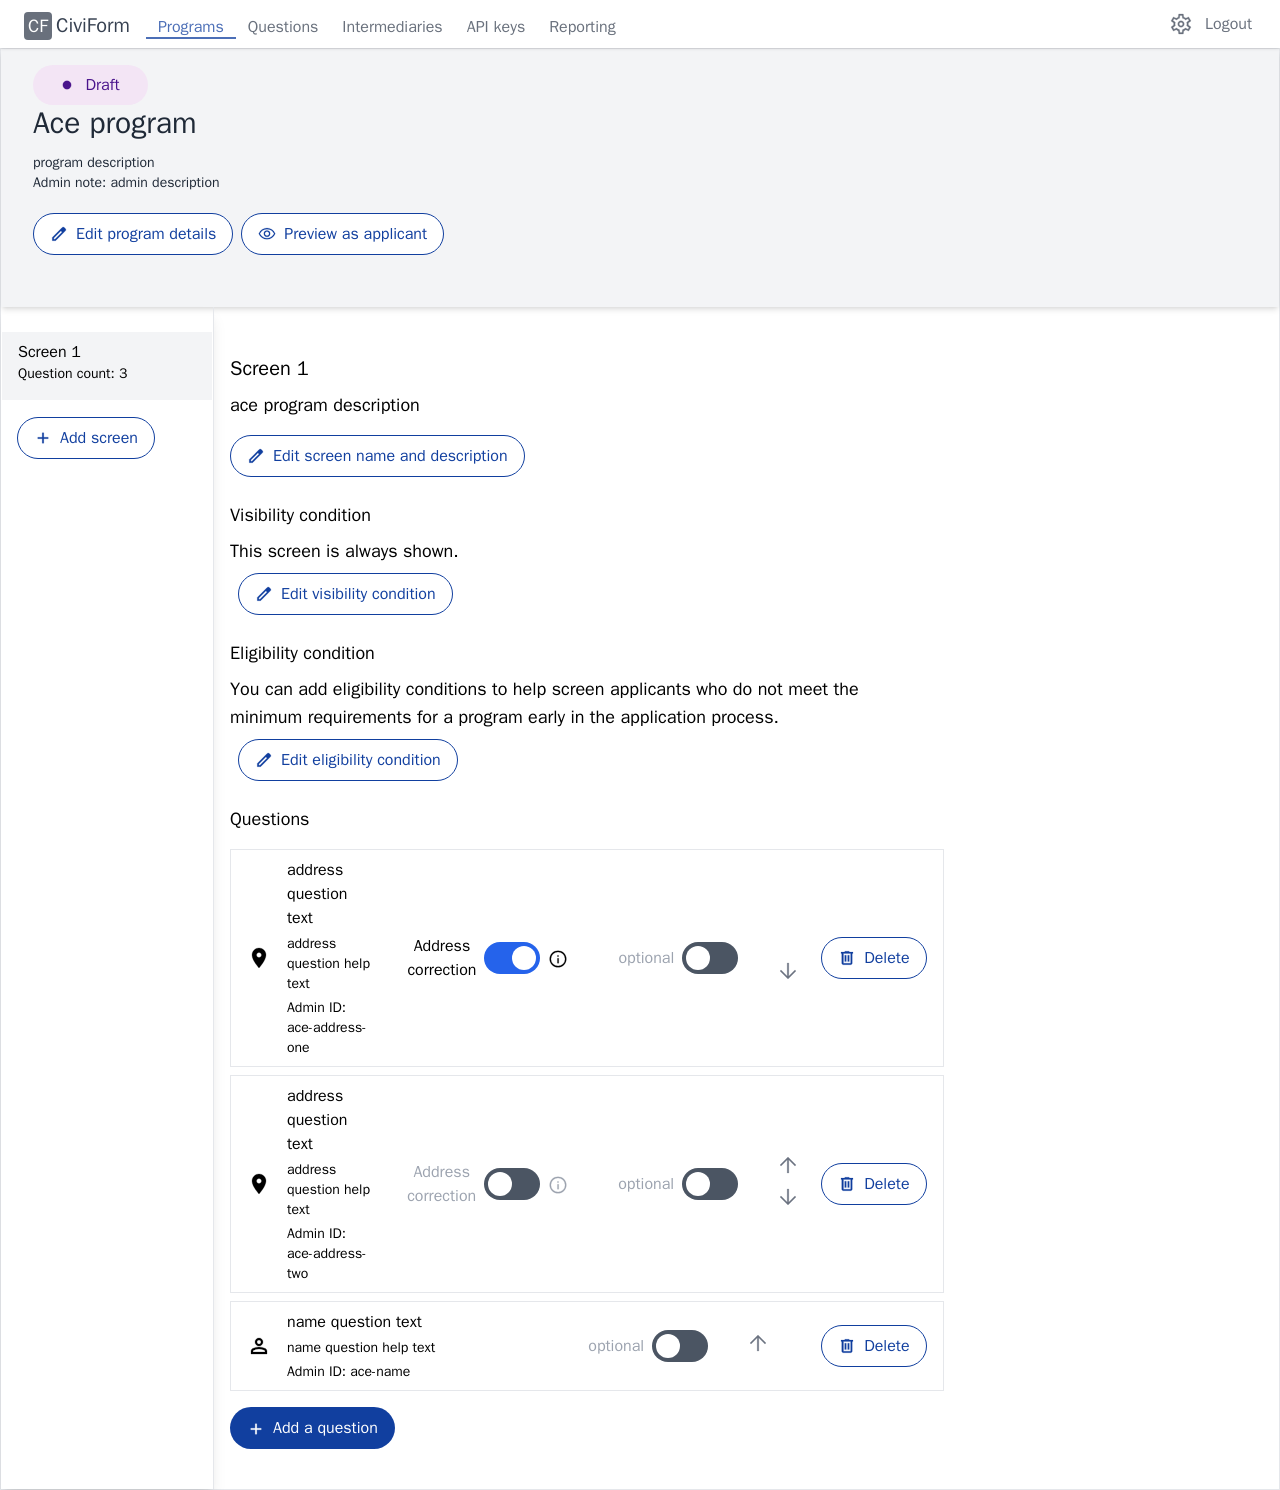 CF CiviForm Programs Questions Intermediaries API keys Reporting Logout
Draft
Ace program
program description
Admin note: admin description
Edit program details Preview as applicant
Screen 1
Question count: 3
Add screen
Screen 1
ace program description
Edit screen name and description
Visibility condition
This screen is always shown.
Edit visibility condition
Eligibility condition
You can add eligibility conditions to help screen applicants who do not meet the
minimum requirements for a program early in the application process.
Edit eligibility condition
Questions
address
question
text
address
question help
text
Admin ID:
ace-address-
one
Address
correction
optional
Delete
address
question
text
address
question help
text
Admin ID:
ace-address-
two
Address
correction
optional
Delete
name question text
name question help text
Admin ID: ace-name
optional
Delete
Add a question